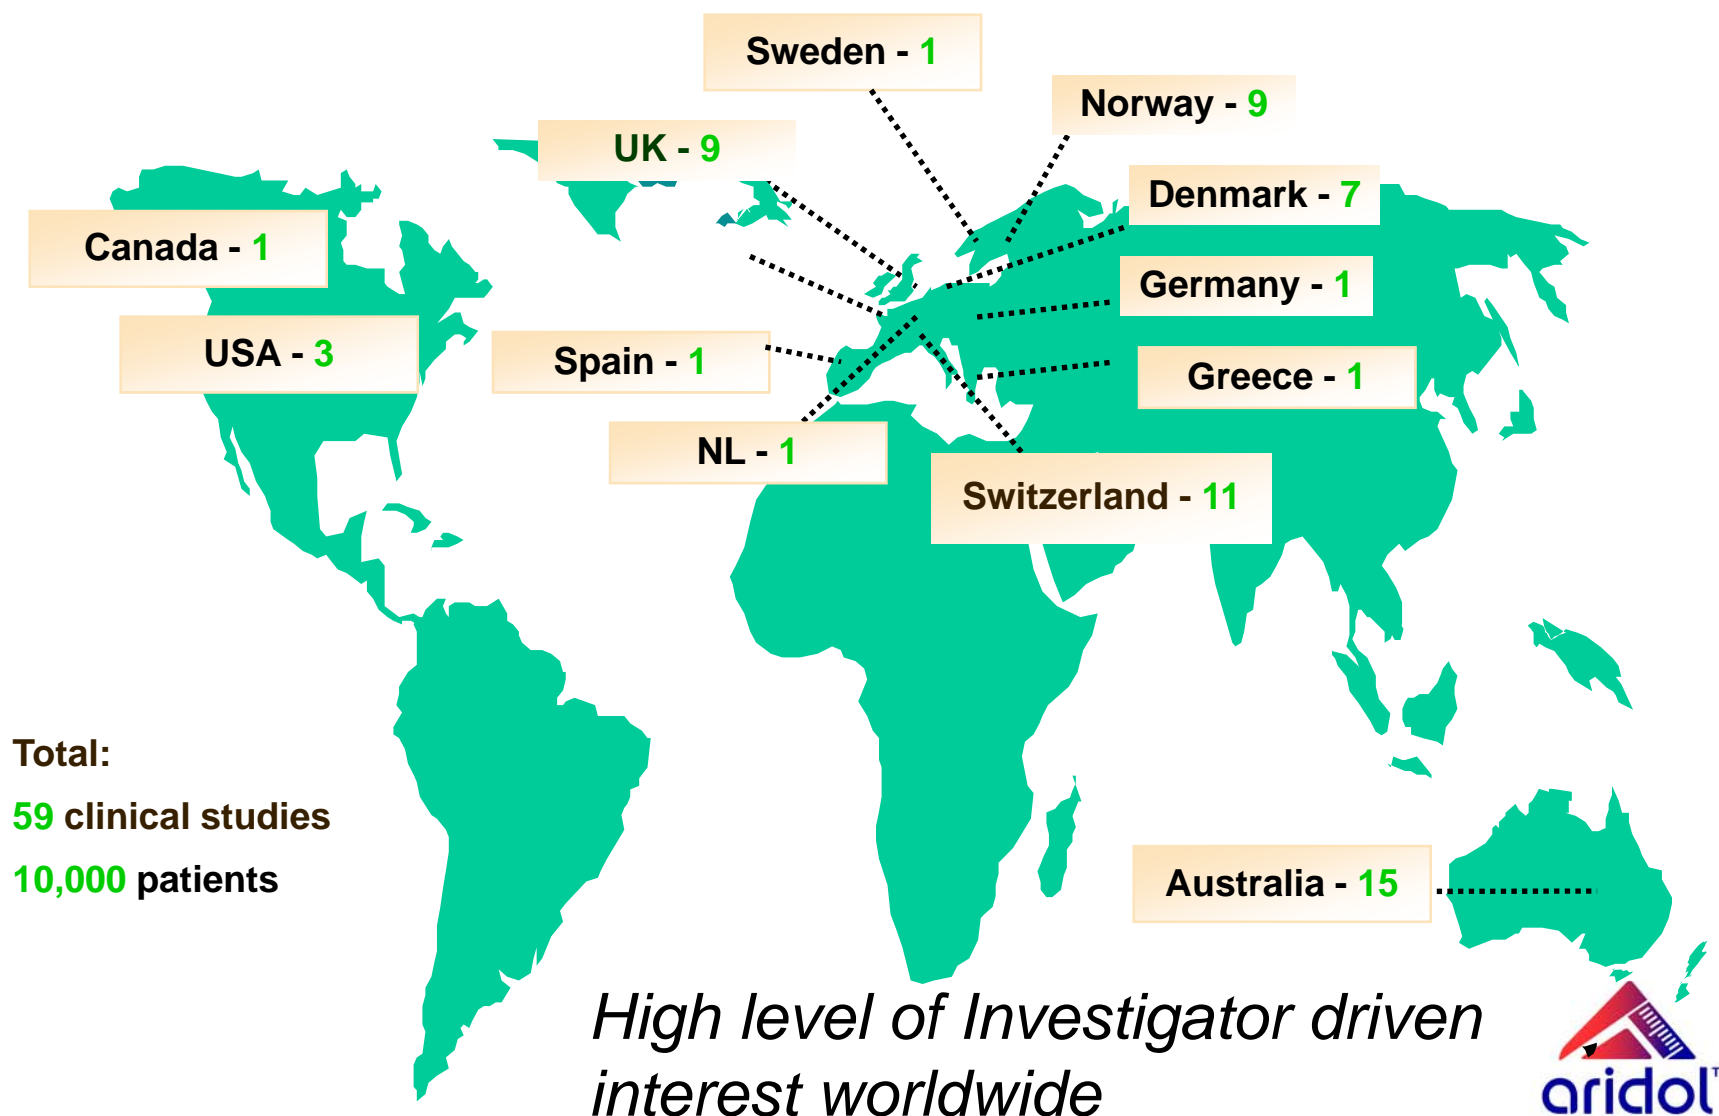 Sweden - 1
Norway - 9
UK - 9
Denmark - 7
Canada - 1
Germany - 1
USA - 3
Spain - 1
Greece - 1
NL - 1
Switzerland - 11
Total:
59 clinical studies
10,000 patients
Australia - 15
High level of Investigator driven
interest worldwide
aridol